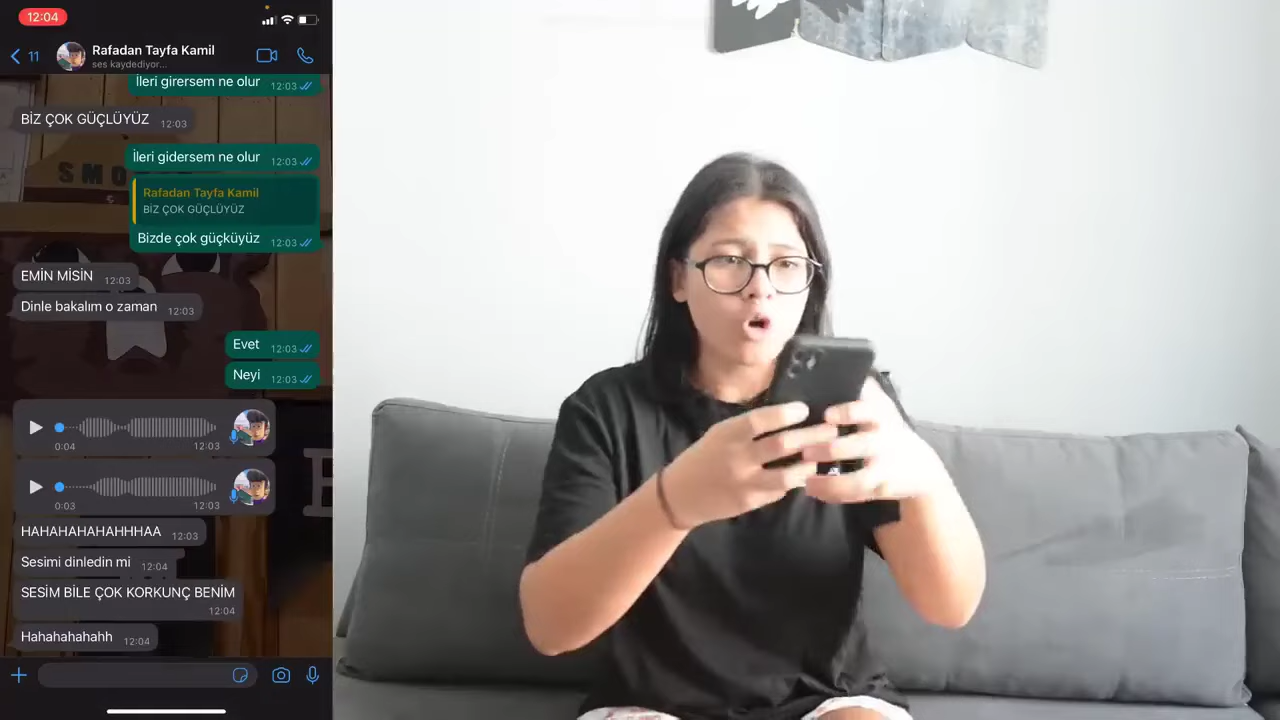 12:04
11
Rafadan Tayfa Kamil
ses kaydediyor...
İleri girersem ne olur 12:03
BİZ ÇOK GÜÇLÜYÜZ 12:03
SMO
İleri gidersem ne olur 12:03
Rafadan Tayfa Kamil
BİZ ÇOK GÜÇLÜYÜZ
Bizde çok güçküyüz 12:03
EMİN MİSİN 12:03
Dinle bakalım o zaman 12:03
Evet 12:03
Neyi 12:03
0:04 12:03
0:03 12:03
HAHAHAHAHAHHHAA 12:03
Sesimi dinledin mi 12:04
SESİM BİLE ÇOK KORKUNÇ BENİM
12:04
Hahahahahahh 12:04